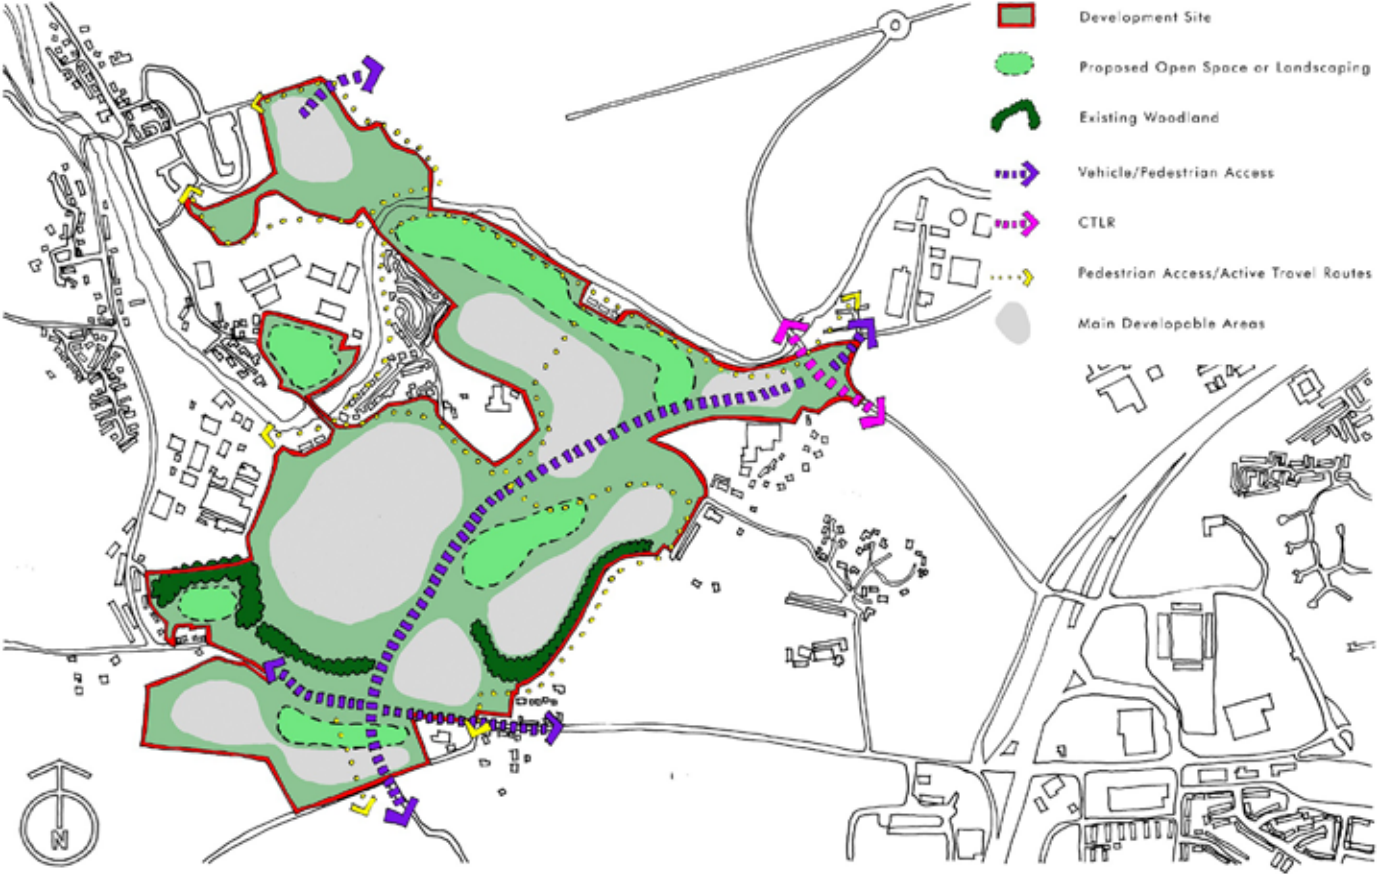 Development Site
Proposed Open Space or Landscaping
Existing Woodland
Vehicle/Pedestrian Access
CTLR
Pedestrian Access/Active Travel Routes
Main Developable Areas
N